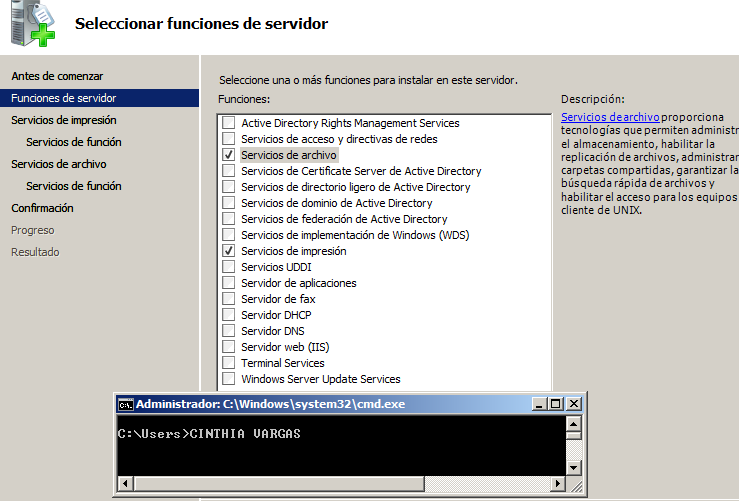 Seleccionar funciones de servidor
Antes de comenzar
Funciones de servidor
Servicios de impresión
Servicios de función
Servicios de archivo
Servicios de función
Confirmación
Progreso
Resultado
Seleccione una o más funciones para instalar en este servidor.
Funciones:
Active Directory Rights Management Services
Servicios de acceso y directivas de redes
Servicios de archivo
Servicios de Certificate Server de Active Directory
Servicios de directorio ligero de Active Directory
Servicios de dominio de Active Directory
Servicios de federación de Active Directory
Servicios de implementación de Windows (WDS)
Servicios de impresión
Servicios UDDI
Servidor de aplicaciones
Servidor de fax
Servidor DHCP
Servidor DNS
Servidor web (IIS)
Terminal Services
Windows Server Update Services
Descripción:
Servicios de archivo proporciona
tecnologías que permiten administr
el almacenamiento, habilitar la
replicación de archivos, administrar
carpetas compartidas, garantizar la
búsqueda rápida de archivos y
habilitar el acceso para los equipos
cliente de UNIX.
Administrador: C:\Windows\system32\cmd.exe
C:\Users>CINTHIA VARGAS